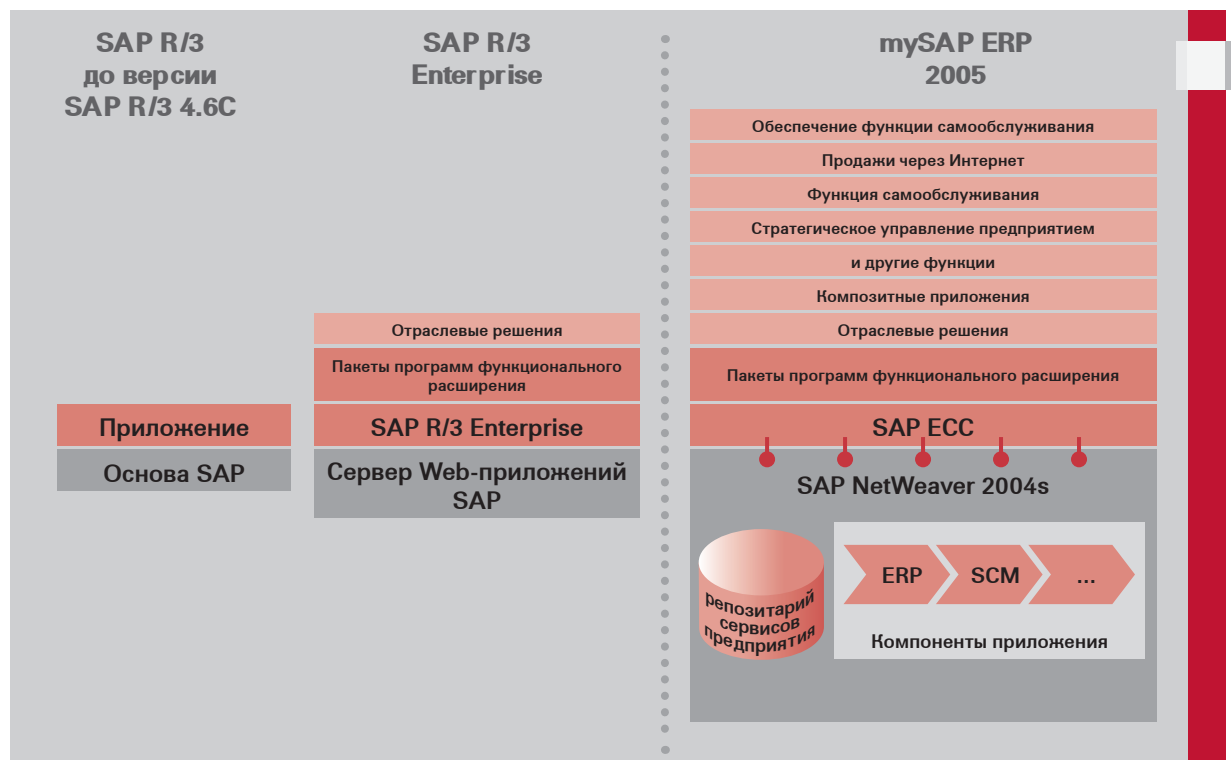 SAP R/3
до версии
SAP R/3 4.6C
SAP R/3
Enterprise
mySAP ERP
2005
Обеспечение функции самообслуживания
Продажи через Интернет
Функция самообслуживания
Стратегическое управление предприятием
и другие функции
Композитные приложения
Отраслевые решения
Отраслевые решения
Пакеты программ функционального
расширения
Пакеты программ функционального расширения
Приложение
SAP R/3 Enterprise
SAP ECC
Основа SAP
Сервер Web-приложений
SAP
SAP NetWeaver 2004s
репозитарий
сервисов
предприятия
ERP
SCM
...
Компоненты приложения